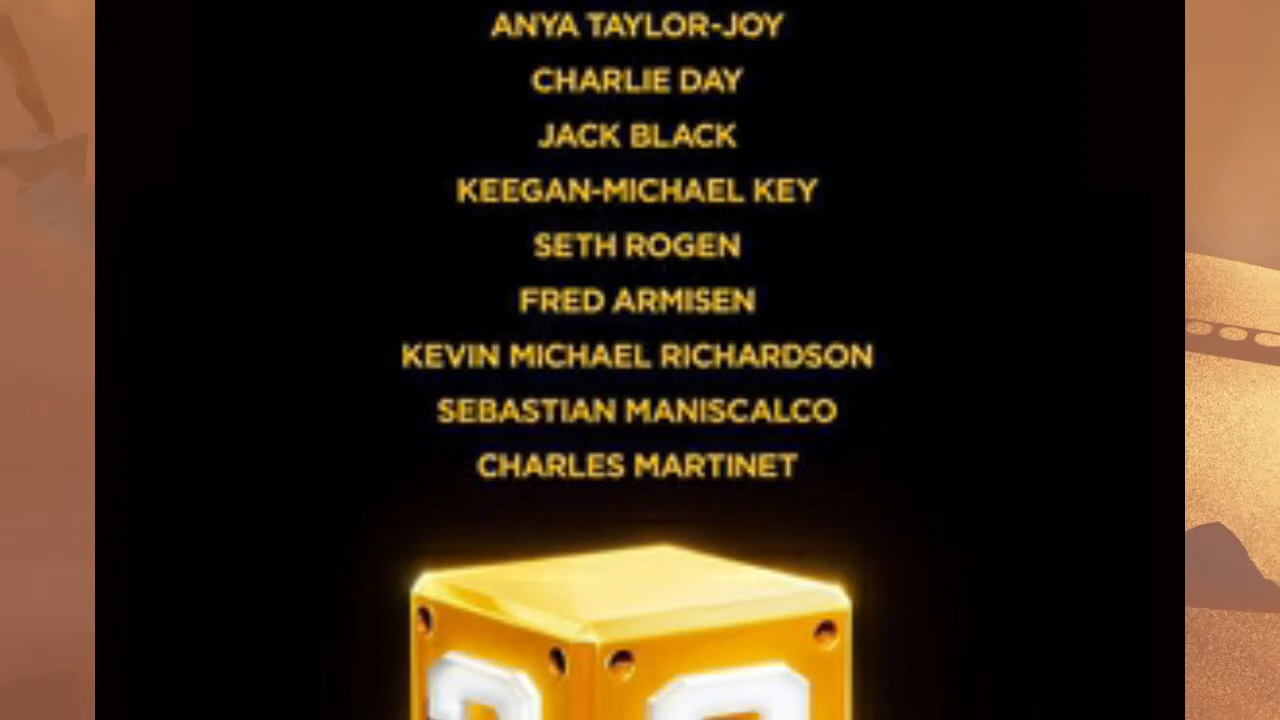 ANYA TAYLOR-JOY
CHARLIE DAY
JACK BLACK
KEEGAN-MICHAEL KEY
SETH ROGEN
FRED ARMISEN
KEVIN MICHAEL RICHARDSON
SEBASTIAN MANISCALCO
CHARLES MARTINET
? ?